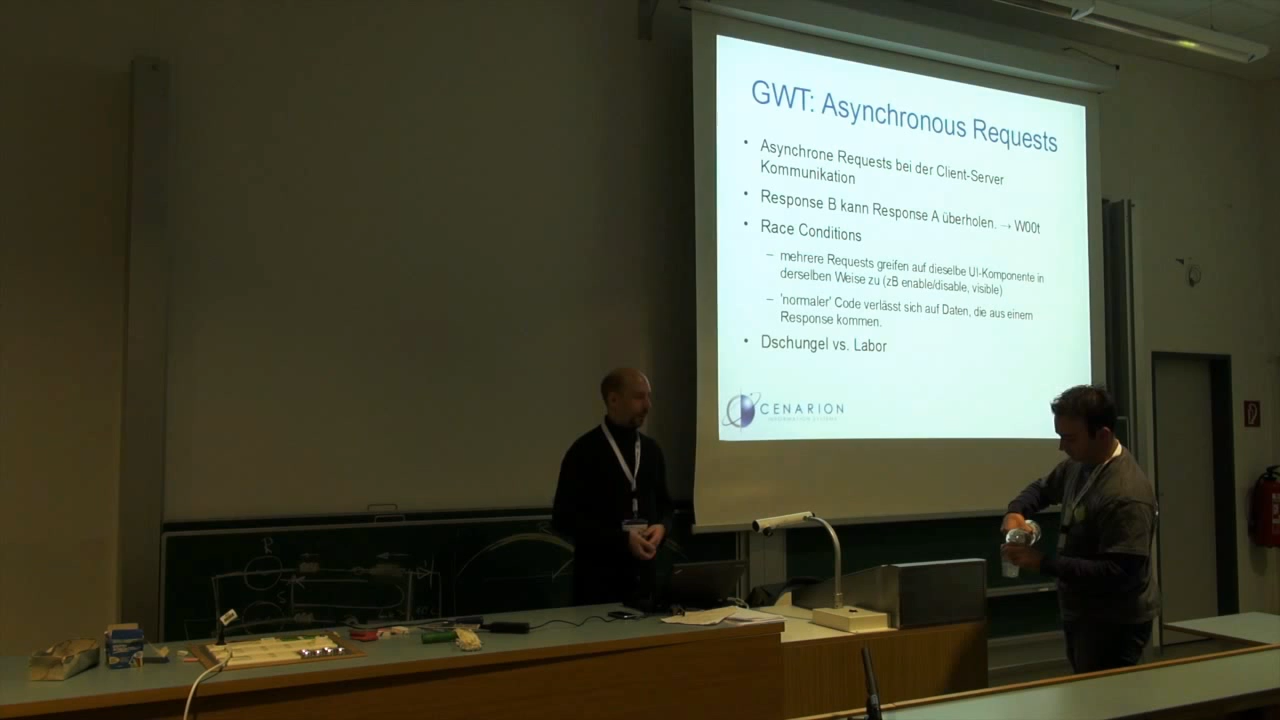 GWT: Asynchronous Requests
• Asynchrone Requests bei der Client-Server
Kommunikation
• Response B kann Response A überholen. → W00t
• Race Conditions
– mehrere Requests greifen auf dieselbe UI-Komponente in
derselben Weise zu (zB enable/disable, visible)
– 'normaler' Code verlässt sich auf Daten, die aus einem
Response kommen.
• Dschungel vs. Labor
CENARION
INFORMATION SYSTEMS
R
S